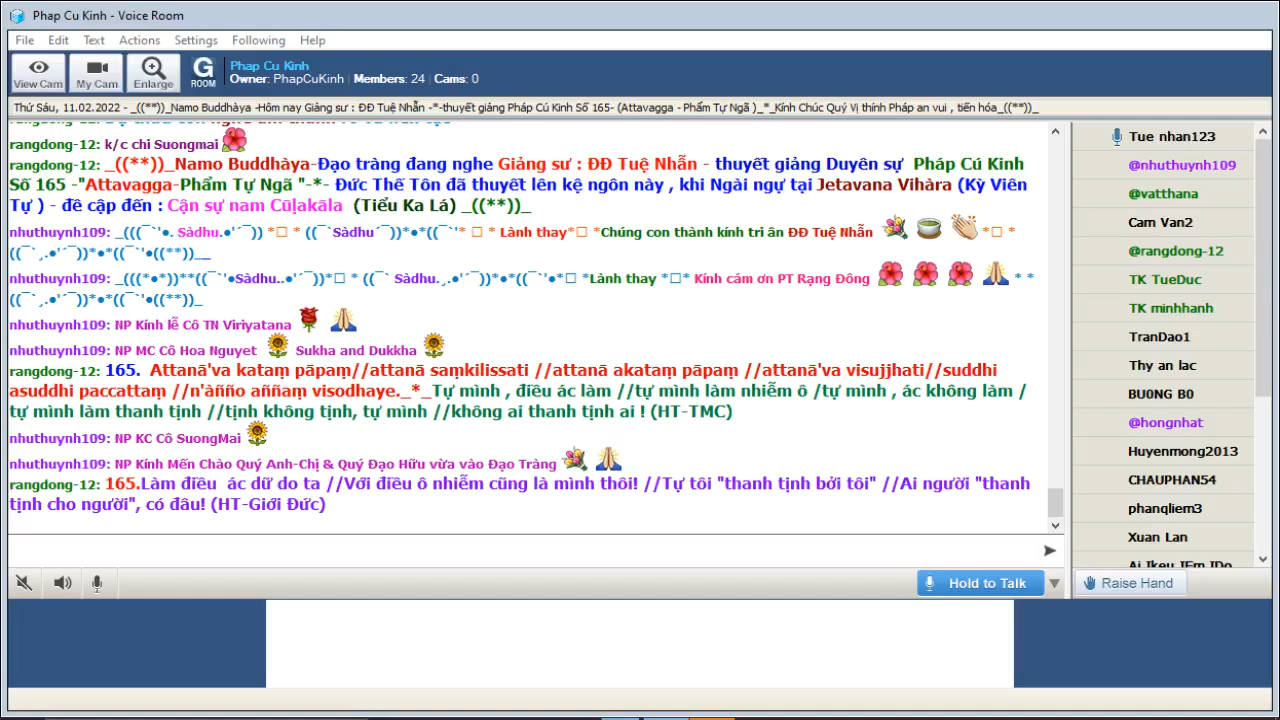 Phap Cu Kinh - Voice Room
File Edit Text Actions Settings Following Help
View Cam My Cam Enlarge G ROOM
Phap Cu Kinh
Owner: PhapCuKinh Members: 24 Cams: 0
Thứ Sáu, 11.02.2022 - _((**))_Namo Buddhàya -Hôm nay Giảng sư : ĐĐ Tuệ Nhẫn -*-thuyết giảng Pháp Cú Kinh Số 165- (Attavagga - Phẩm Tự Ngã )_*_Kính Chúc Quý Vị thính Pháp an vui , tiến hóa_((**))_
rangdong-12: k/c chi Suongmai
rangdong-12: _((**))_Namo Buddhàya-Đạo tràng đang nghe Giảng sư : ĐĐ Tuệ Nhẫn - thuyết giảng Duyên sự Pháp Cú Kinh
Số 165 -"Attavagga-Phẩm Tự Ngã "-*- Đức Thế Tôn đã thuyết lên kệ ngôn này , khi Ngài ngự tại Jetavana Vihàra (Kỳ Viên
Tự ) - đề cập đến : Cận sự nam Cūḷakāla (Tiểu Ka Lá) _((**))_
nhuthuynh109: _(((¯`'•. Sàdhu.•'´¯)) *□ * ((¯`Sàdhu´¯))*•*((¯`'* □ * Lành thay*□ *Chúng con thành kính tri ân ĐĐ Tuệ Nhẫn *□ *
((¯`¸.•'´¯))*•*((¯`'•((**))__
nhuthuynh109: _(((*•*))**((¯`'•Sàdhu..•'´¯))*□ * ((¯` Sàdhu.¸.•'´¯))*•*((¯`'•*□ *Lành thay *□* Kính cám ơn PT Rạng Đông * *
((¯`¸.•'´¯))*•*((¯`'•((**))_
nhuthuynh109: NP Kính lễ Cô TN Viriyatana
nhuthuynh109: NP MC Cô Hoa Nguyet Sukha and Dukkha
rangdong-12: 165. Attanā'va kataṃ pāpaṃ//attanā saṃkilissati //attanā akataṃ pāpaṃ //attanā'va visujjhati//suddhi
asuddhi paccattaṃ //n'àñño aññaṃ visodhaye._*_Tự mình , điều ác làm //tự mình làm nhiễm ô /tự mình , ác không làm /
tự mình làm thanh tịnh //tịnh không tịnh, tự mình //không ai thanh tịnh ai ! (HT-TMC)
nhuthuynh109: NP KC Cô SuongMai
nhuthuynh109: NP Kính Mến Chào Quý Anh-Chị & Quý Đạo Hữu vừa vào Đạo Tràng
rangdong-12: 165.Làm điều ác dữ do ta //Với điều ô nhiễm cũng là mình thôi! //Tự tôi "thanh tịnh bởi tôi" //Ai người "thanh
tịnh cho người", có đâu! (HT-Giới Đức)
Tue nhan123
@nhuthuynh109
@vatthana
Cam Van2
@rangdong-12
TK TueDuc
TK minhhanh
TranDao1
Thy an lac
BU0NG B0
@hongnhat
Huyenmong2013
CHAUPHAN54
phanqliem3
Xuan Lan
Hold to Talk
Raise Hand